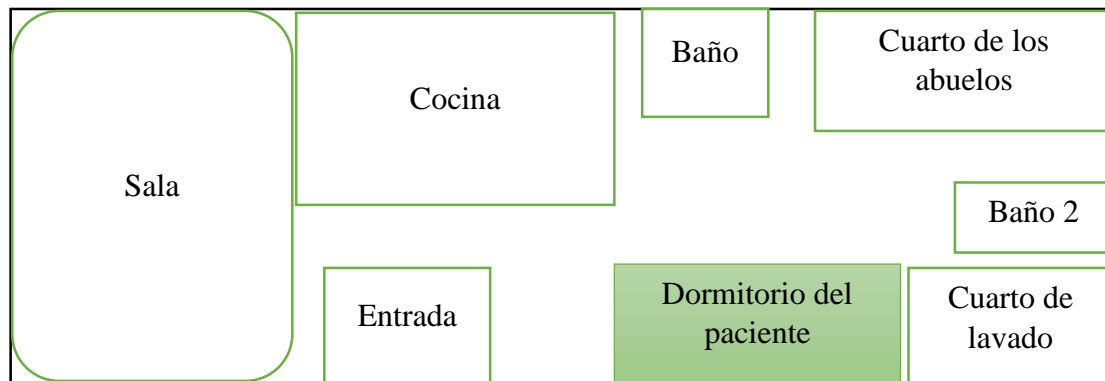 Sala
Cocina
Baño
Cuarto de los
abuelos
Baño 2
Entrada
Dormitorio del
paciente
Cuarto de
lavado